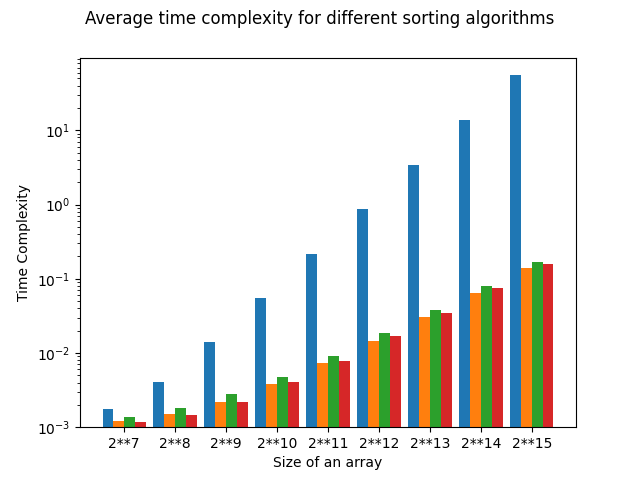 Average time complexity for different sorting algorithms
Time Complexity
10¹
10⁰
10⁻¹
10⁻²
10⁻³
2**7 2**8 2**9 2**10 2**11 2**12 2**13 2**14 2**15
Size of an array